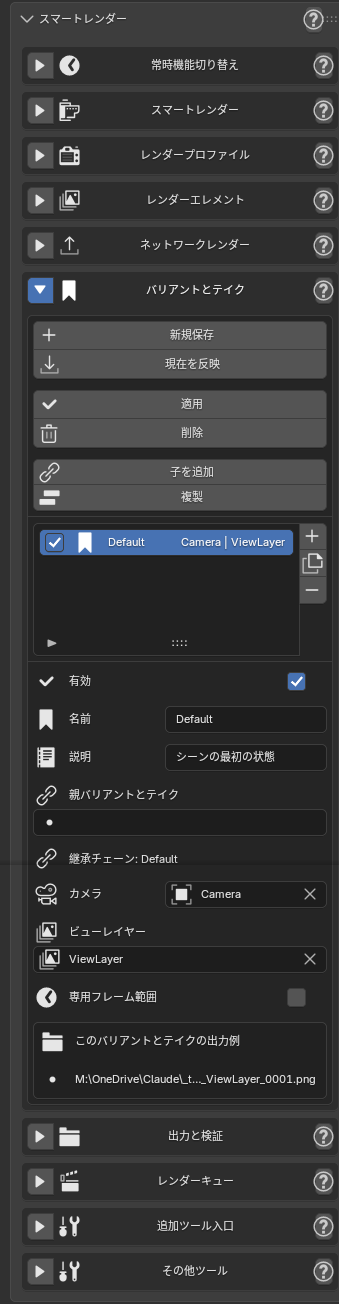 スマートレンダー
常時機能切り替え
スマートレンダー
レンダープロファイル
レンダーエレメント
ネットワークレンダー
バリアントとテイク
新規保存
現在を反映
適用
削除
子を追加
複製
Default Camera | ViewLayer
有効
名前 Default
説明 シーンの最初の状態
親バリアントとテイク
継承チェーン: Default
カメラ Camera
ビューレイヤー
ViewLayer
専用フレーム範囲
このバリアントとテイクの出力例
M:\OneDrive\Claude\_t..._ViewLayer_0001.png
出力と検証
レンダーキュー
追加ツール入口
その他ツール